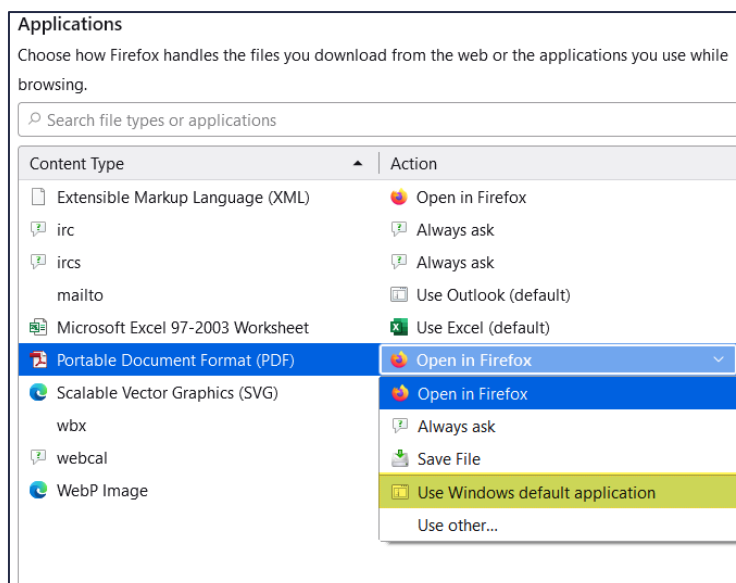 Applications
Choose how Firefox handles the files you download from the web or the applications you use while
browsing.
Search file types or applications
Content Type Action
Extensible Markup Language (XML) Open in Firefox
irc Always ask
ircs Always ask
mailto Use Outlook (default)
Microsoft Excel 97-2003 Worksheet Use Excel (default)
Portable Document Format (PDF) Open in Firefox
Scalable Vector Graphics (SVG) Open in Firefox
wbx Always ask
webcal Save File
WebP Image Use Windows default application
Use other...